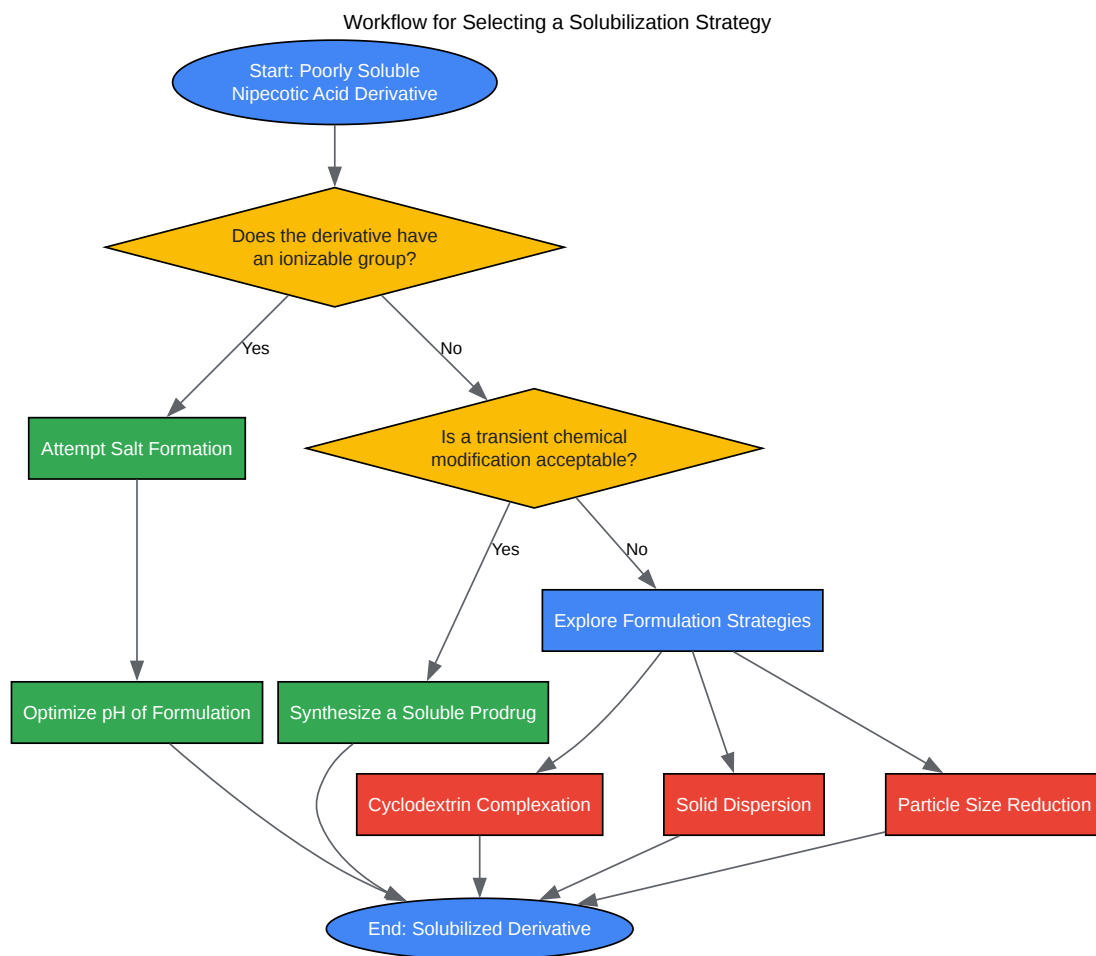 Workflow for Selecting a Solubilization Strategy
Start: Poorly Soluble
Nipecotic Acid Derivative
Does the derivative have
an ionizable group?
Yes
No
Attempt Salt Formation
Is a transient chemical
modification acceptable?
Yes
No
Explore Formulation Strategies
Optimize pH of Formulation
Synthesize a Soluble Prodrug
Cyclodextrin Complexation
Solid Dispersion
Particle Size Reduction
End: Solubilized Derivative